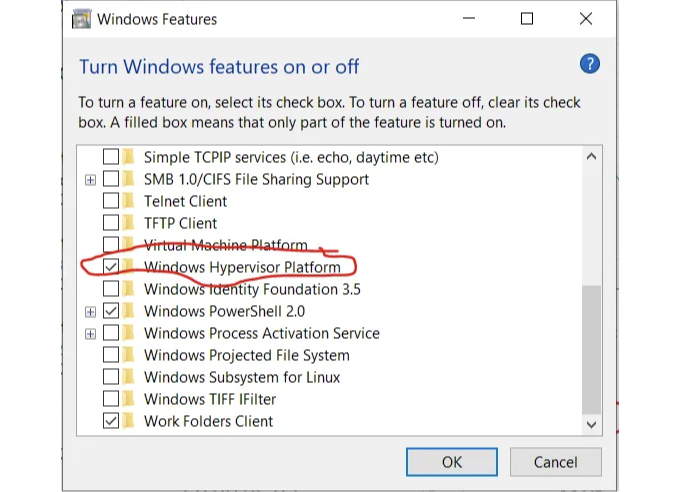 Windows Features
Turn Windows features on or off
To turn a feature on, select its check box. To turn a feature off, clear its check
box. A filled box means that only part of the feature is turned on.
Simple TCPIP services (i.e. echo, daytime etc)
SMB 1.0/CIFS File Sharing Support
Telnet Client
TFTP Client
Virtual Machine Platform
Windows Hypervisor Platform
Windows Identity Foundation 3.5
Windows PowerShell 2.0
Windows Process Activation Service
Windows Projected File System
Windows Subsystem for Linux
Windows TIFF IFilter
Work Folders Client
OK Cancel